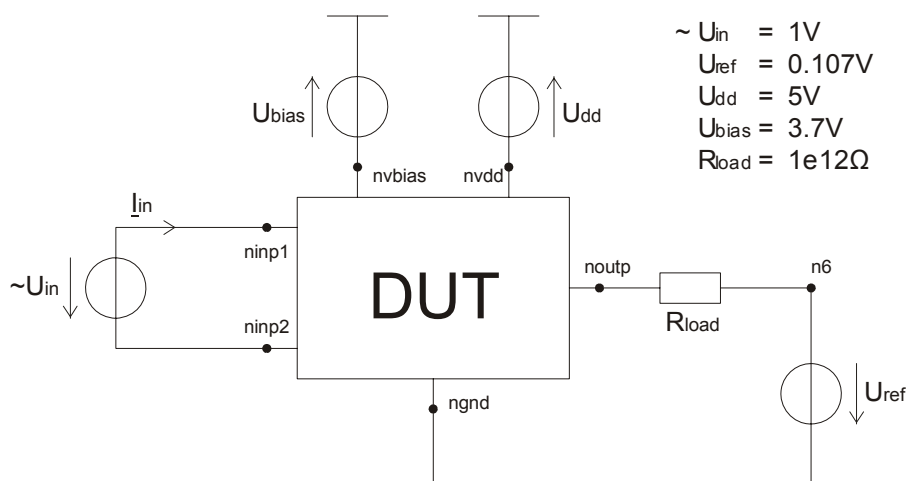 ~ Uin = 1V
Uref = 0.107V
Udd = 5V
Ubias = 3.7V
Rload = 1e12Ω
Ubias
Udd
nvbias
nvdd
Iin
ninp1
~Uin
DUT
noutp
n6
Rload
ninp2
ngnd
Uref